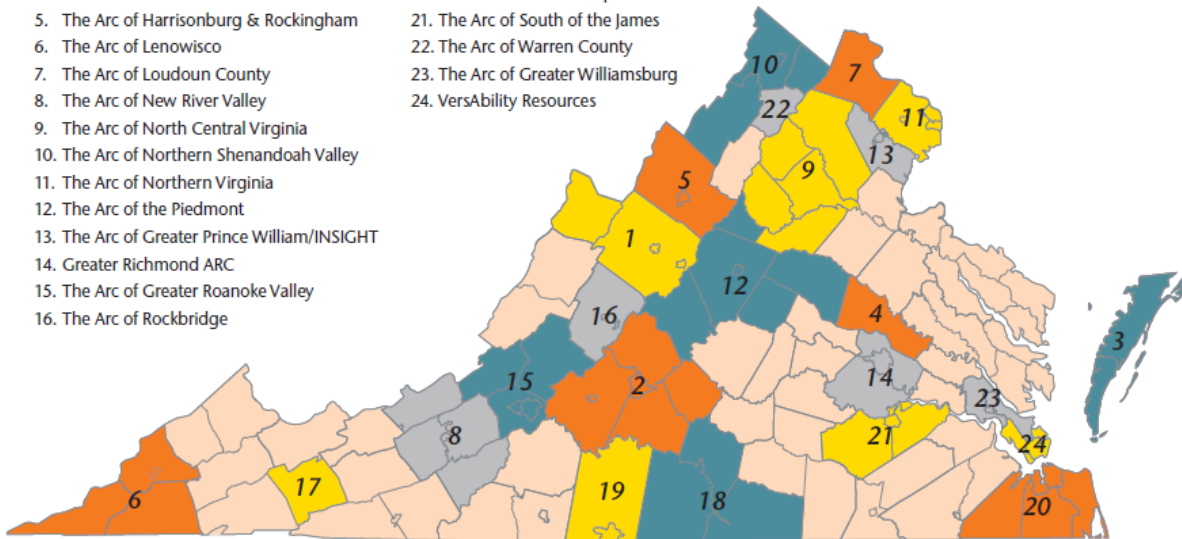 5. The Arc of Harrisonburg & Rockingham
6. The Arc of Lenowisco
7. The Arc of Loudoun County
8. The Arc of New River Valley
9. The Arc of North Central Virginia
10. The Arc of Northern Shenandoah Valley
11. The Arc of Northern Virginia
12. The Arc of the Piedmont
13. The Arc of Greater Prince William/INSIGHT
14. Greater Richmond ARC
15. The Arc of Greater Roanoke Valley
16. The Arc of Rockbridge
21. The Arc of South of the James
22. The Arc of Warren County
23. The Arc of Greater Williamsburg
24. VersAbility Resources
10
7
22
11
13
9
5
1
12
16
4
3
15
2
14
23
8
21
24
17
19
18
6
20